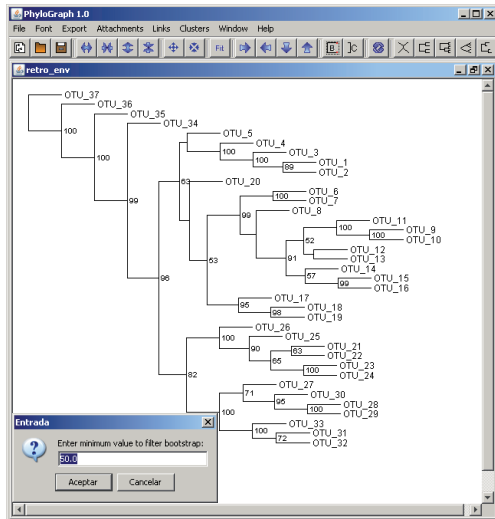 PhyloGraph 1.0
File Font Export Attachments Links Clusters Window Help
Fit B C
retro_env
OTU_37
OTU_36
OTU_35
100
OTU_34
OTU_5
OTU_4
100
OTU_3
100
OTU_1
100
89
OTU_2
63
OTU_20
OTU_6
100
OTU_7
99
99
OTU_8
OTU_11
100
OTU_9
52
100
OTU_10
OTU_12
53
91
OTU_13
OTU_14
96
57
OTU_15
99
OTU_16
OTU_17
95
OTU_18
98
OTU_19
OTU_26
100
OTU_25
90
OTU_21
63
OTU_22
65
OTU_23
82
100
OTU_24
OTU_27
71
OTU_30
95
OTU_28
100
100
OTU_29
OTU_33
100
OTU_31
72
OTU_32
Entrada
Enter minimum value to filter bootstrap:
50.0
Aceptar Cancelar